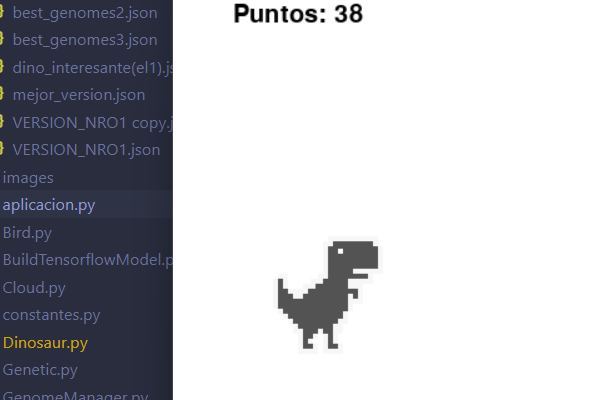 best_genomes2.json
best_genomes3.json
dino_interesante(el1).js
mejor_version.json
VERSION_NRO1 copy.j
VERSION_NRO1.json
images
aplicacion.py
Bird.py
BuildTensorflowModel.p
Cloud.py
constantes.py
Dinosaur.py
Genetic.py
GenomeManager.py
Puntos: 38